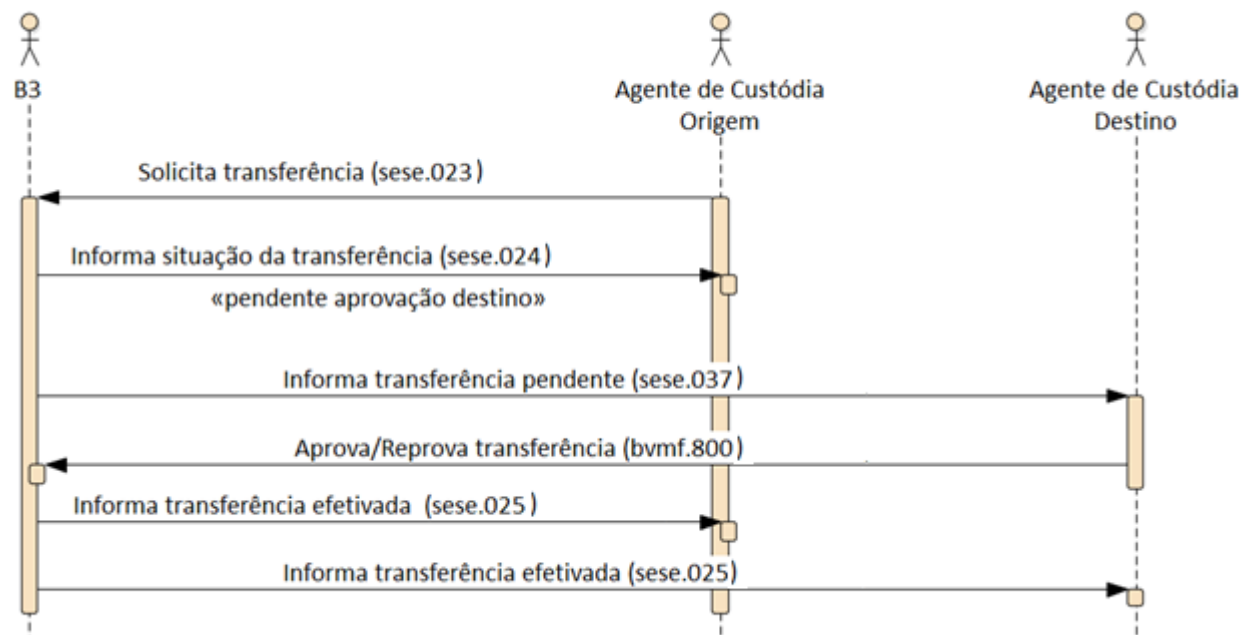 B3
Agente de Custódia
Origem
Agente de Custódia
Destino
Solicita transferência (sese.023)
Informa situação da transferência (sese.024)
«pendente aprovação destino»
Informa transferência pendente (sese.037)
Aprova/Reprova transferência (bvmf.800)
Informa transferência efetivada (sese.025)
Informa transferência efetivada (sese.025)